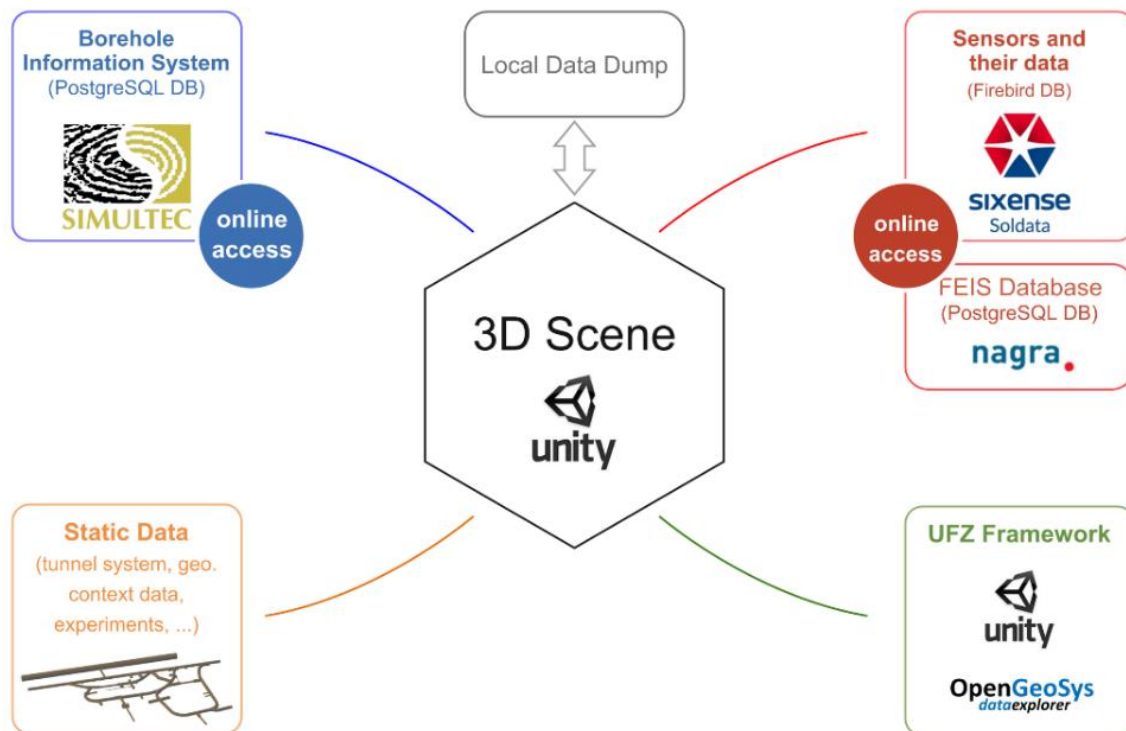 Borehole
Information System
(PostgreSQL DB)
SIMULTEC
online
access
Local Data Dump
Sensors and
their data
(Firebird DB)
sixense
Soldata
online
access
FEIS Database
(PostgreSQL DB)
nagra.
3D Scene
unity
Static Data
(tunnel system, geo.
context data,
experiments, ...)
UFZ Framework
unity
OpenGeoSys
dataexplorer